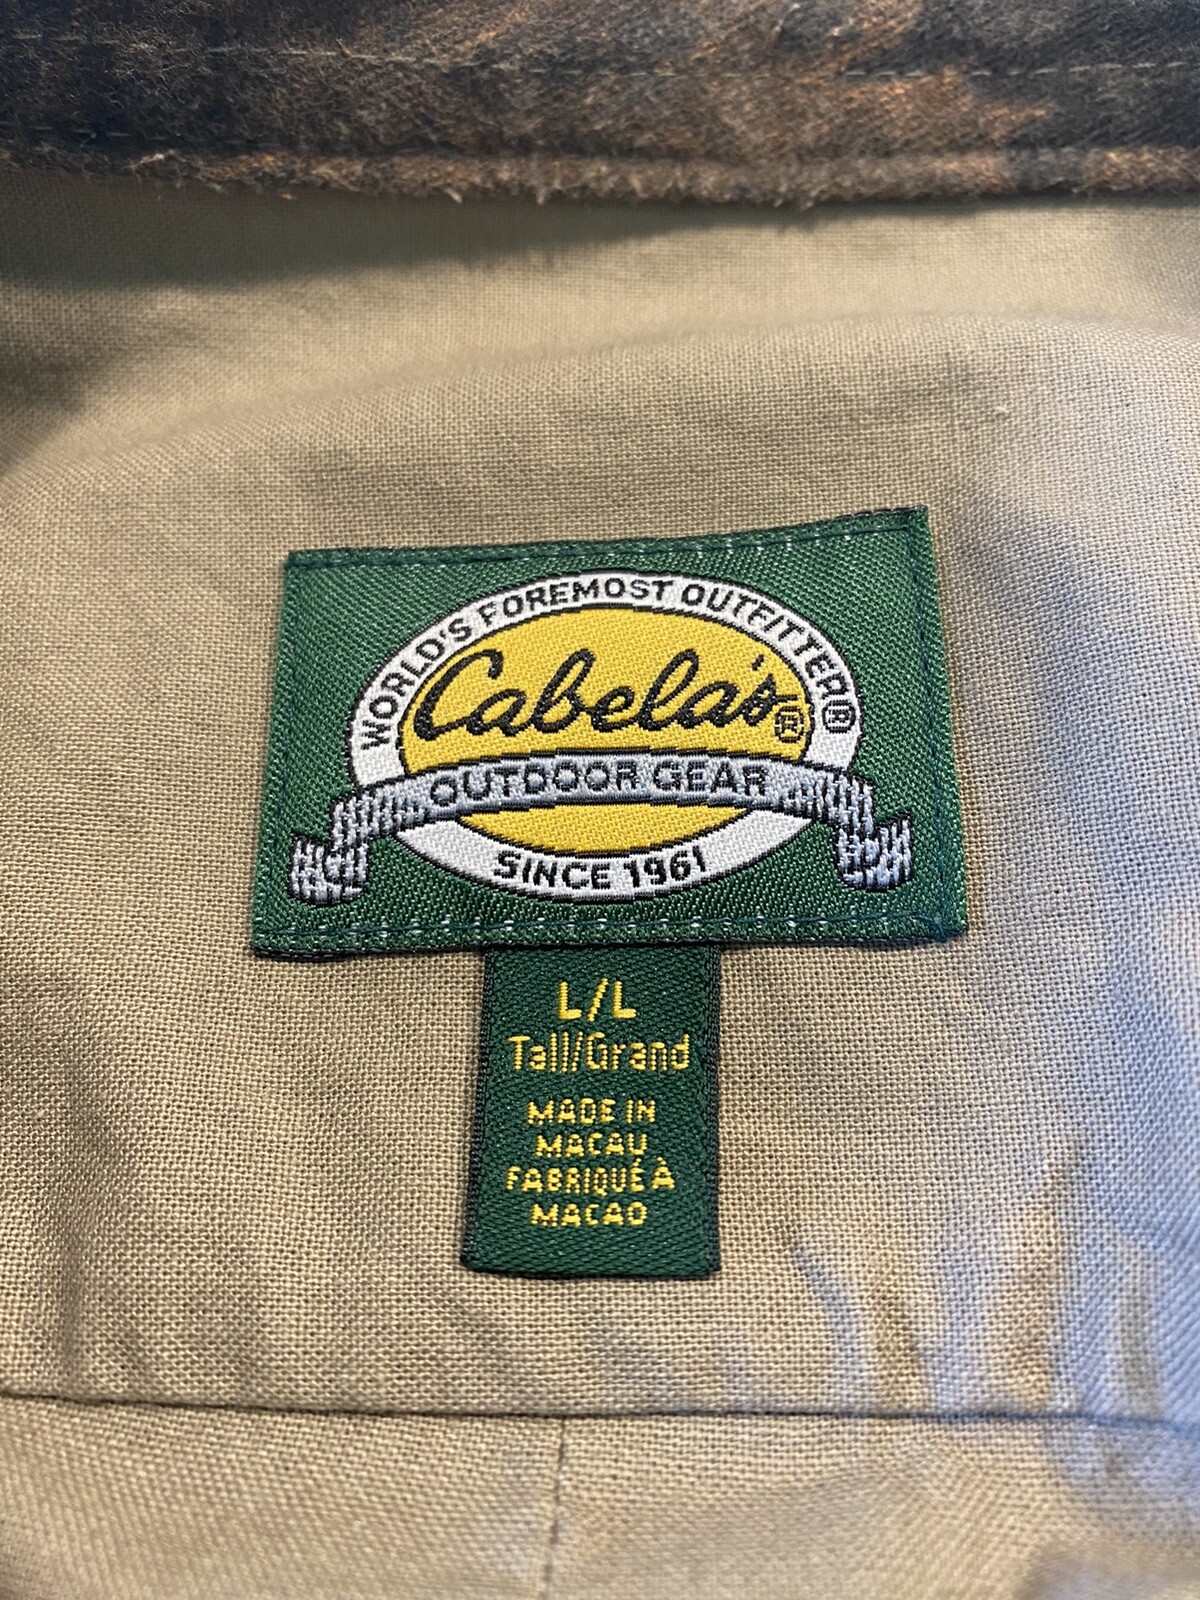 WORLD'S FOREMOST OUTFITTER®
Cabela's®
OUTDOOR GEAR
SINCE 1961
L/L
Tall/Grand
MADE IN
MACAU
FABRIQUÉ À
MACAO